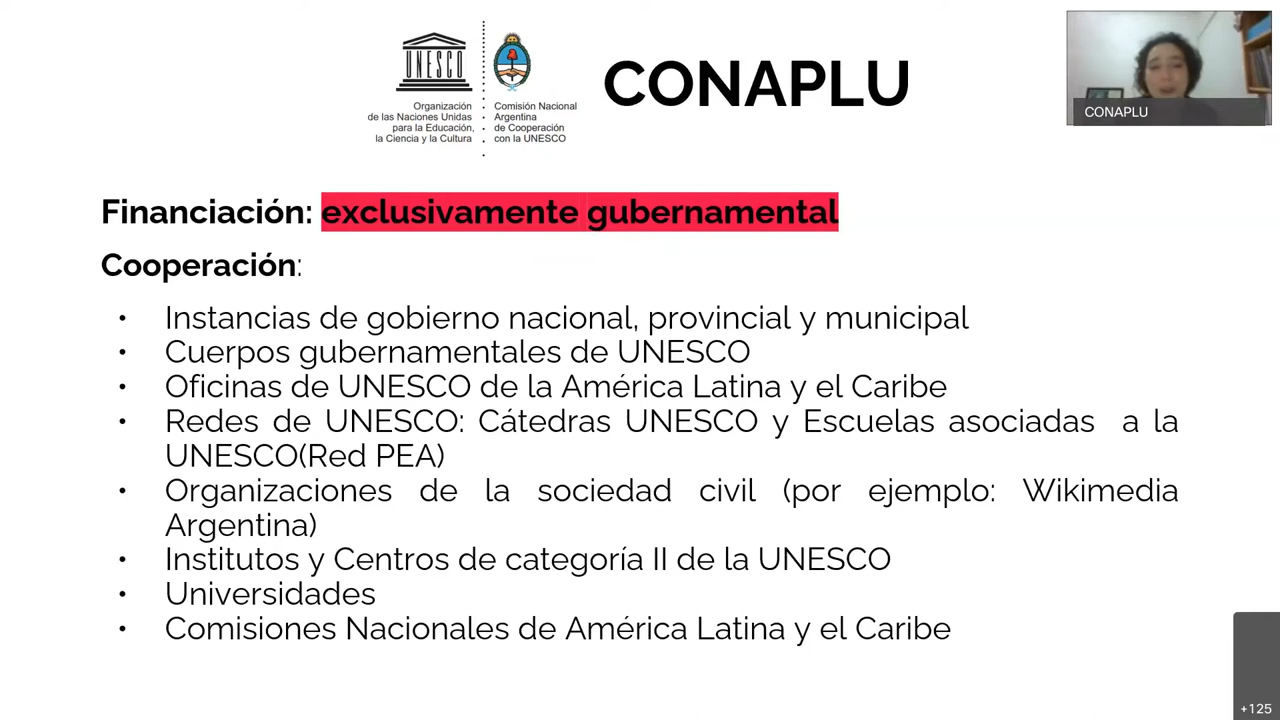 UNESCO
Organización
de las Naciones Unidas
para la Educación,
la Ciencia y la Cultura
Comisión Nacional
Argentina
de Cooperación
con la UNESCO
CONAPLU
CONAPLU
Financiación: exclusivamente gubernamental
Cooperación:
• Instancias de gobierno nacional, provincial y municipal
• Cuerpos gubernamentales de UNESCO
• Oficinas de UNESCO de la América Latina y el Caribe
• Redes de UNESCO: Cátedras UNESCO y Escuelas asociadas a la
UNESCO(Red PEA)
• Organizaciones de la sociedad civil (por ejemplo: Wikimedia
Argentina)
• Institutos y Centros de categoría II de la UNESCO
• Universidades
• Comisiones Nacionales de América Latina y el Caribe
+125